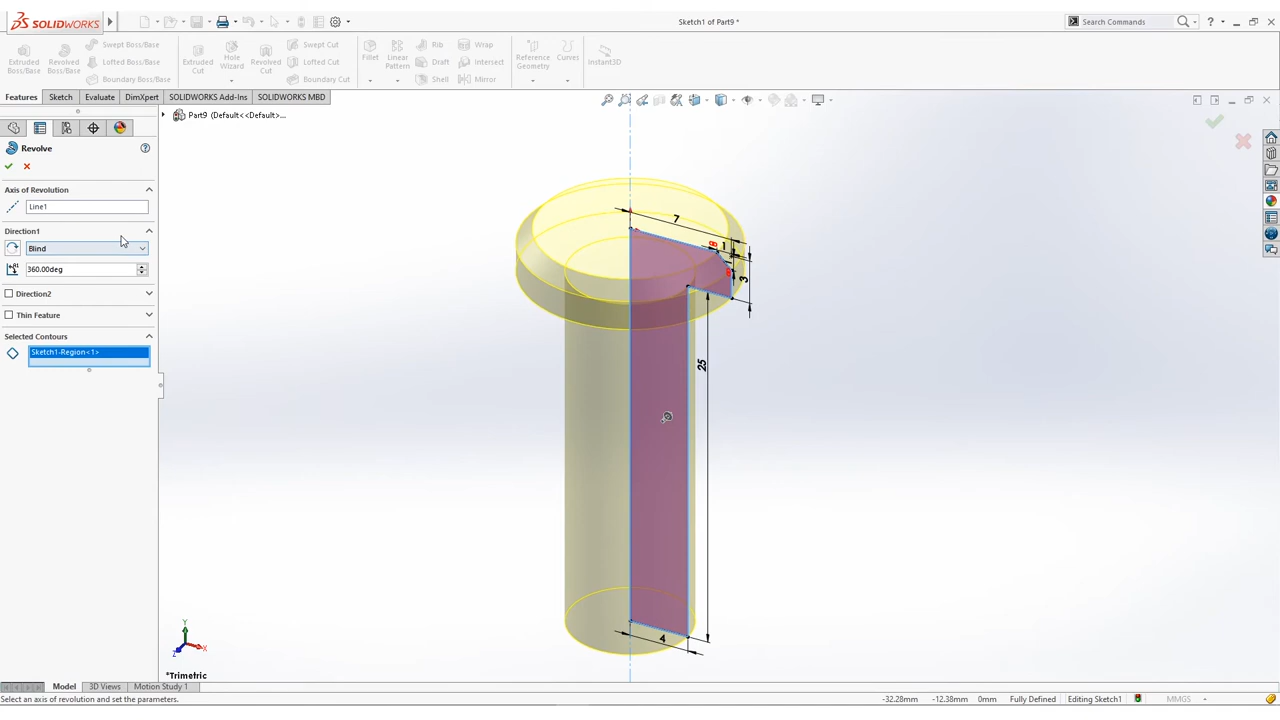 SOLIDWORKS
Sketch1 of Part9 *
Search Commands
?
Extruded Boss/Base
Revolved Boss/Base
Swept Boss/Base
Lofted Boss/Base
Boundary Boss/Base
Extruded Cut
Hole Wizard
Revolved Cut
Swept Cut
Lofted Cut
Boundary Cut
Fillet
Linear Pattern
Rib
Draft
Shell
Wrap
Intersect
Mirror
Reference Geometry
Curves
Instant3D
Features
Sketch
Evaluate
DimXpert
SOLIDWORKS Add-Ins
SOLIDWORKS MBD
Part9 (Default<<Default>...
Revolve
Axis of Revolution
Line1
Direction1
Blind
360.00deg
Direction2
Thin Feature
Selected Contours
Sketch1-Region<1>
7
1
3
25
4
Y
X
Z
*Trimetric
Model
3D Views
Motion Study 1
Select an axis of revolution and set the parameters.
-32.28mm
-12.38mm
0mm
Fully Defined
Editing Sketch1
MMGS
-